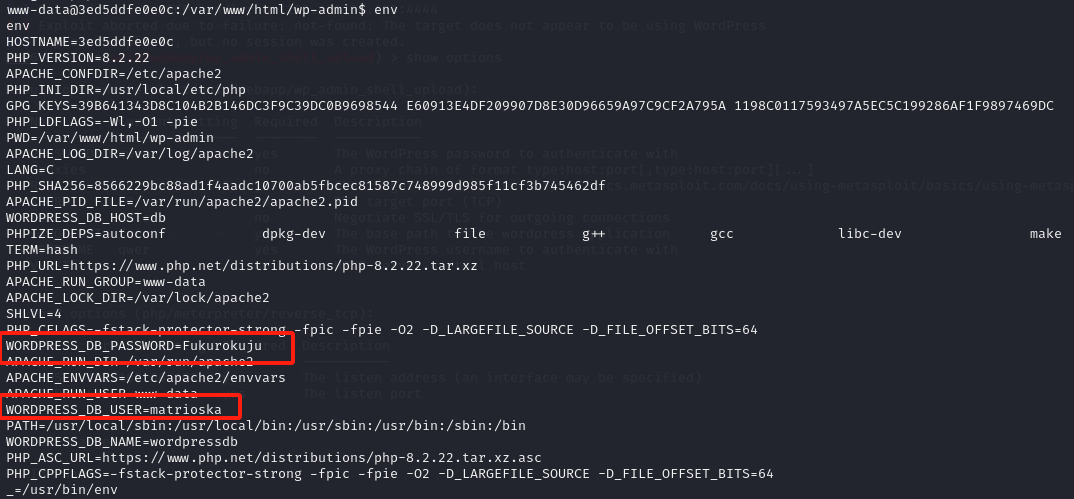 www-data@3ed5ddfe0e0c:/var/www/html/wp-admin$ env
env
HOSTNAME=3ed5ddfe0e0c
PHP_VERSION=8.2.22
APACHE_CONFDIR=/etc/apache2
PHP_INI_DIR=/usr/local/etc/php
GPG_KEYS=39B641343D8C104B2B146DC3F9C39DC0B9698544 E60913E4DF209907D8E30D96659A97C9CF2A795A 1198C0117593497A5EC5C199286AF1F9897469DC
PHP_LDFLAGS=-Wl,-O1 -pie
PWD=/var/www/html/wp-admin
APACHE_LOG_DIR=/var/log/apache2
LANG=C
PHP_SHA256=8566229bc88ad1f4aadc10700ab5fbcec81587c748999d985f11cf3b745462df
APACHE_PID_FILE=/var/run/apache2/apache2.pid
WORDPRESS_DB_HOST=db
PHPIZE_DEPS=autoconf dpkg-dev file g++ gcc libc-dev make
TERM=hash
PHP_URL=https://www.php.net/distributions/php-8.2.22.tar.xz
APACHE_RUN_GROUP=www-data
APACHE_LOCK_DIR=/var/lock/apache2
SHLVL=4
PHP_CFLAGS=-fstack-protector-strong -fpic -fpie -O2 -D_LARGEFILE_SOURCE -D_FILE_OFFSET_BITS=64
WORDPRESS_DB_PASSWORD=Fukurokuju
APACHE_RUN_DIR=/var/run/apache2
APACHE_ENVVARS=/etc/apache2/envvars
APACHE_RUN_USER=www-data
WORDPRESS_DB_USER=matrioska
PATH=/usr/local/sbin:/usr/local/bin:/usr/sbin:/usr/bin:/sbin:/bin
WORDPRESS_DB_NAME=wordpressdb
PHP_ASC_URL=https://www.php.net/distributions/php-8.2.22.tar.xz.asc
PHP_CPPFLAGS=-fstack-protector-strong -fpic -fpie -O2 -D_LARGEFILE_SOURCE -D_FILE_OFFSET_BITS=64
_=/usr/bin/env